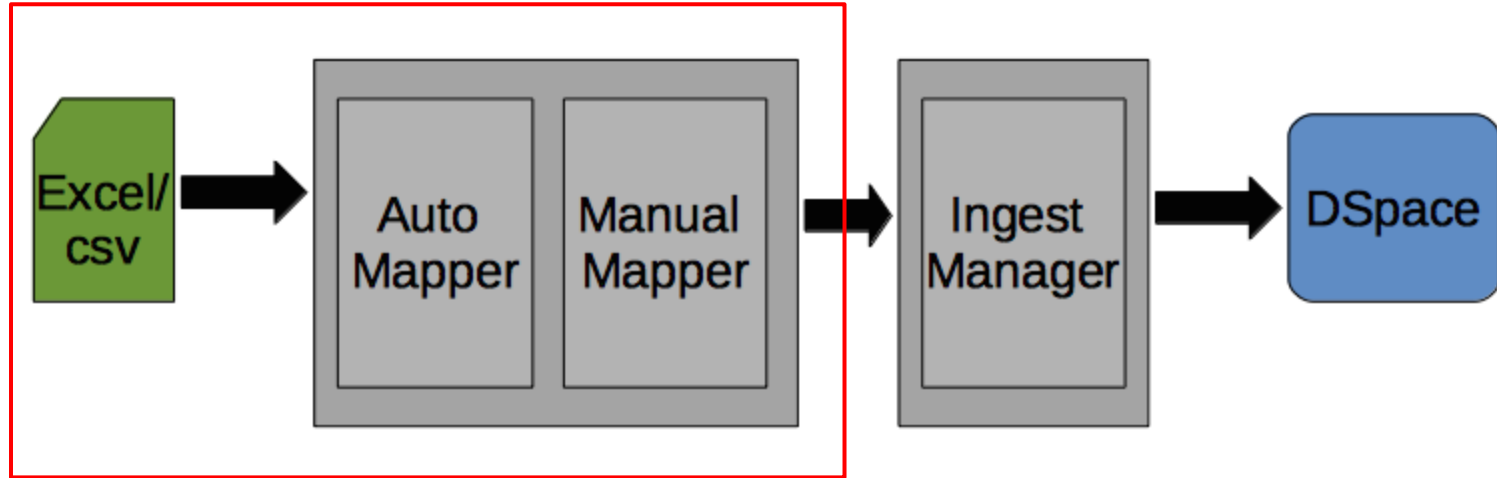 Excel/
csv
Auto
Mapper
Manual
Mapper
Ingest
Manager
DSpace